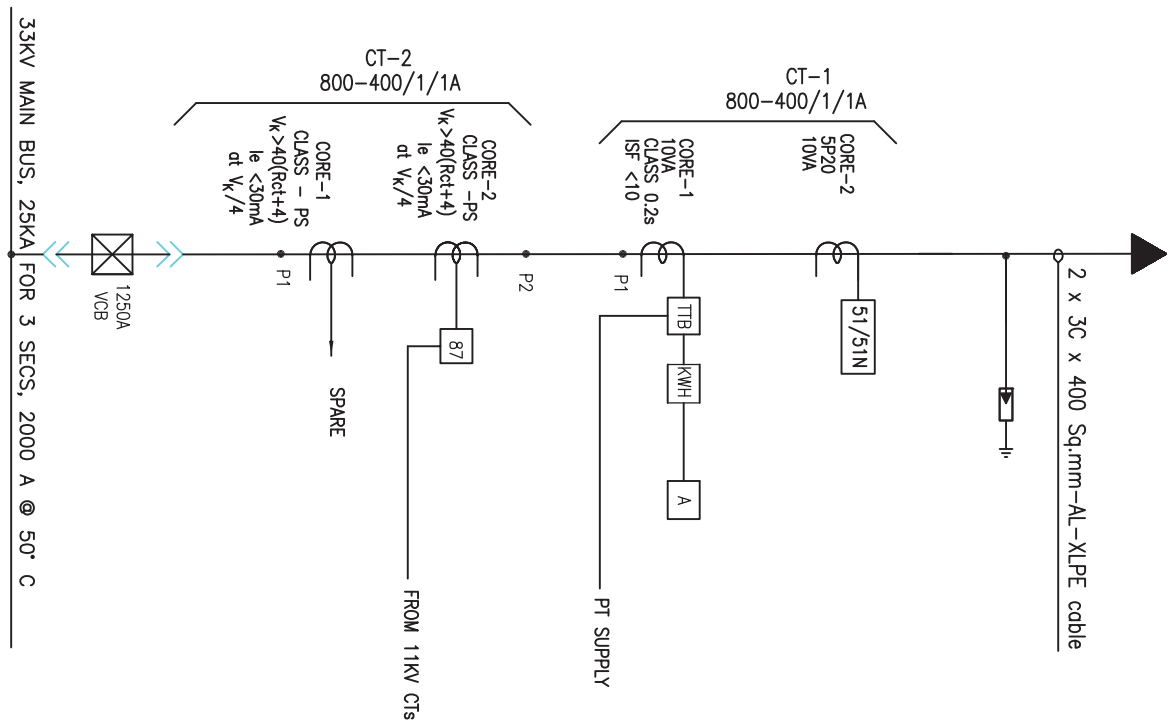 33KV MAIN BUS, 25KA FOR 3 SECS, 2000 A @ 50° C
1250A
VCB
CT-2
800-400/1/1A
CORE-1
CLASS - PS
VK >40(Rct+4)
Ie <30mA
at VK/4
CORE-2
CLASS -PS
VK >40(Rct+4)
Ie <30mA
at VK/4
P1
P2
SPARE
87
FROM 11KV CTs
CT-1
800-400/1/1A
CORE-1
10VA
CLASS 0.2s
ISF <10
CORE-2
5P20
10VA
P1
TTB
KWH
A
PT SUPPLY
51/51N
2 x 3C x 400 Sq.mm-AL-XLPE cable